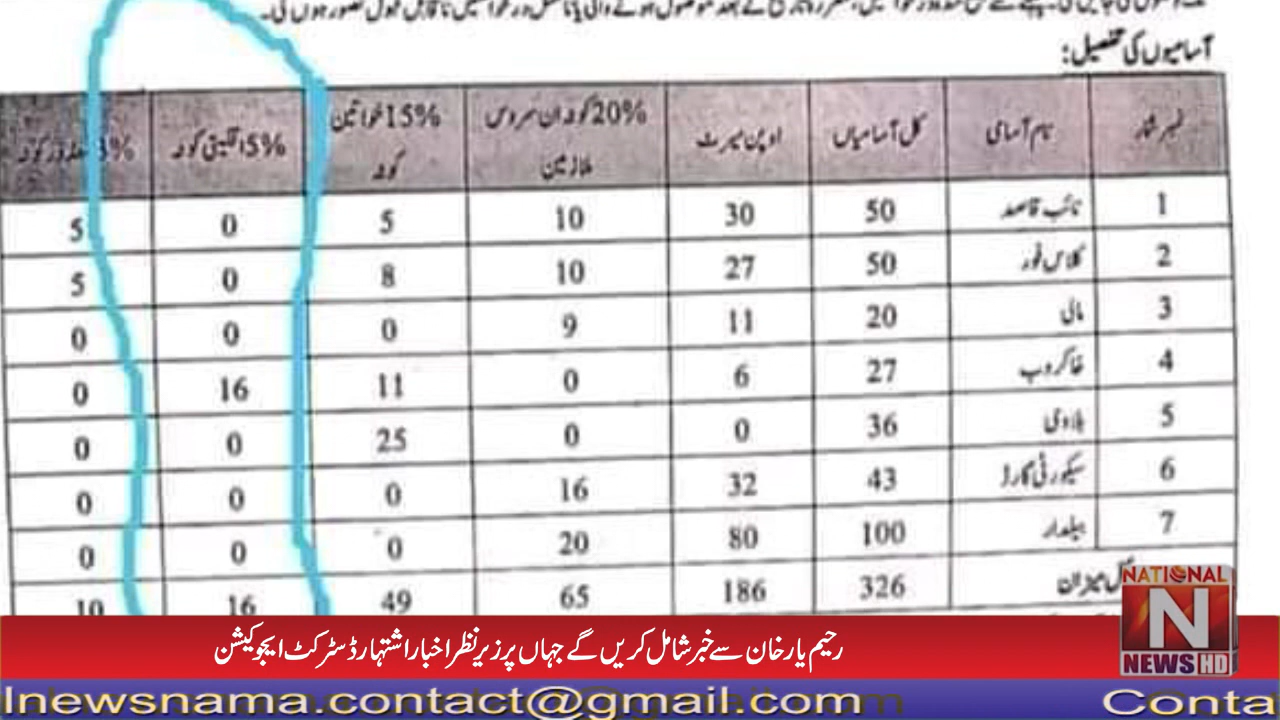 آسامیوں کی تفصیل:
نمبر شمار نام آسامی کل آسامیاں اوپن میرٹ 20% کوٹہ ان سروس ملازمین 15% خواتین کوٹہ 5% اقلیتی کوٹہ 3% معذور کوٹہ
1 نائب قاصد 50 30 10 5 0 5
2 کلاس فور 50 27 10 8 0 5
3 مالی 20 11 9 0 0 0
4 خاکروب 27 6 0 11 16 0
5 بلاوی 36 0 0 25 0 0
6 سیکورٹی گارڈ 43 32 16 0 0 0
7 بیلدار 100 80 20 0 0 0
کل میزان 326 186 65 49 16 10
NATIONAL
N
NEWS HD
رحیم یار خان سے خبر شامل کریں گے جہاں پر زیر نظر اخبار اشتہار ڈسٹرکٹ ایجوکیشن
lnewsnama.contact@gmail.com Conta